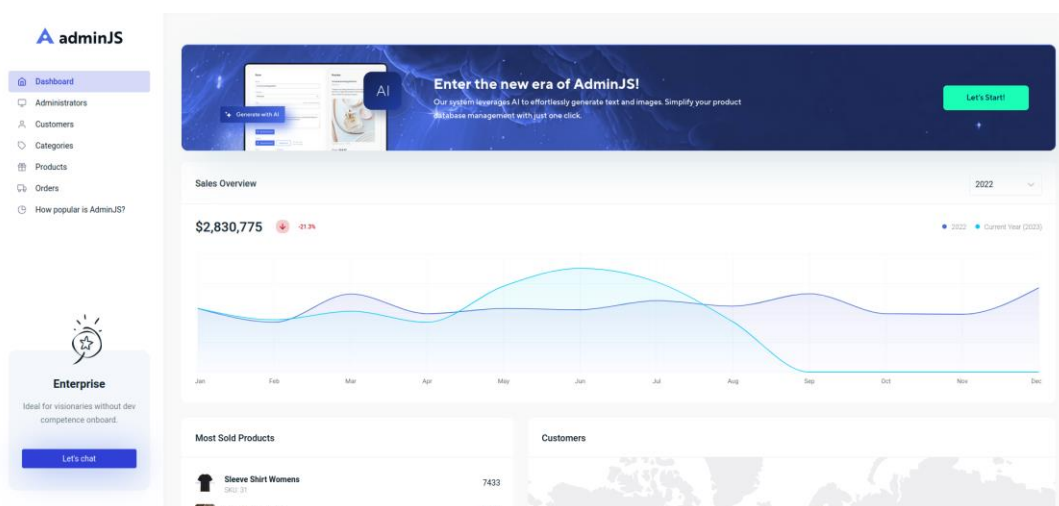 adminJS
Dashboard
Administrators
Customers
Categories
Products
Orders
How popular is AdminJS?
Enterprise
Ideal for visionaries without dev
competence onboard.
Let's chat
Generate with AI
AI
Enter the new era of AdminJS!
Our system leverages AI to effortlessly generate text and images. Simplify your product
database management with just one click.
Let's Start!
Sales Overview
2022
$2,830,775
-21.3%
2022
Current Year (2023)
Jan
Feb
Mar
Apr
May
Jun
Jul
Aug
Sep
Oct
Nov
Dec
Most Sold Products
Sleeve Shirt Womens
SKU: 31
7433
Customers